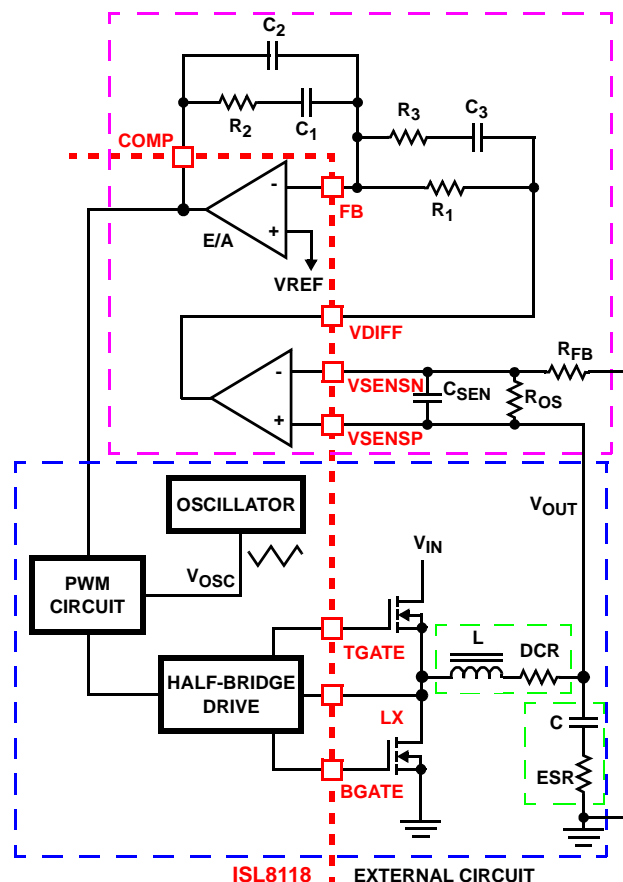 C2
R2
C1
R3
C3
COMP
-
FB
R1
+
E/A
VREF
VDIFF
-
VSENSN
CSEN
ROS
RFB
+
VSENSP
OSCILLATOR
VOUT
VIN
VOSC
PWM
CIRCUIT
TGATE
L
DCR
HALF-BRIDGE
DRIVE
LX
C
ESR
BGATE
ISL8118
EXTERNAL CIRCUIT